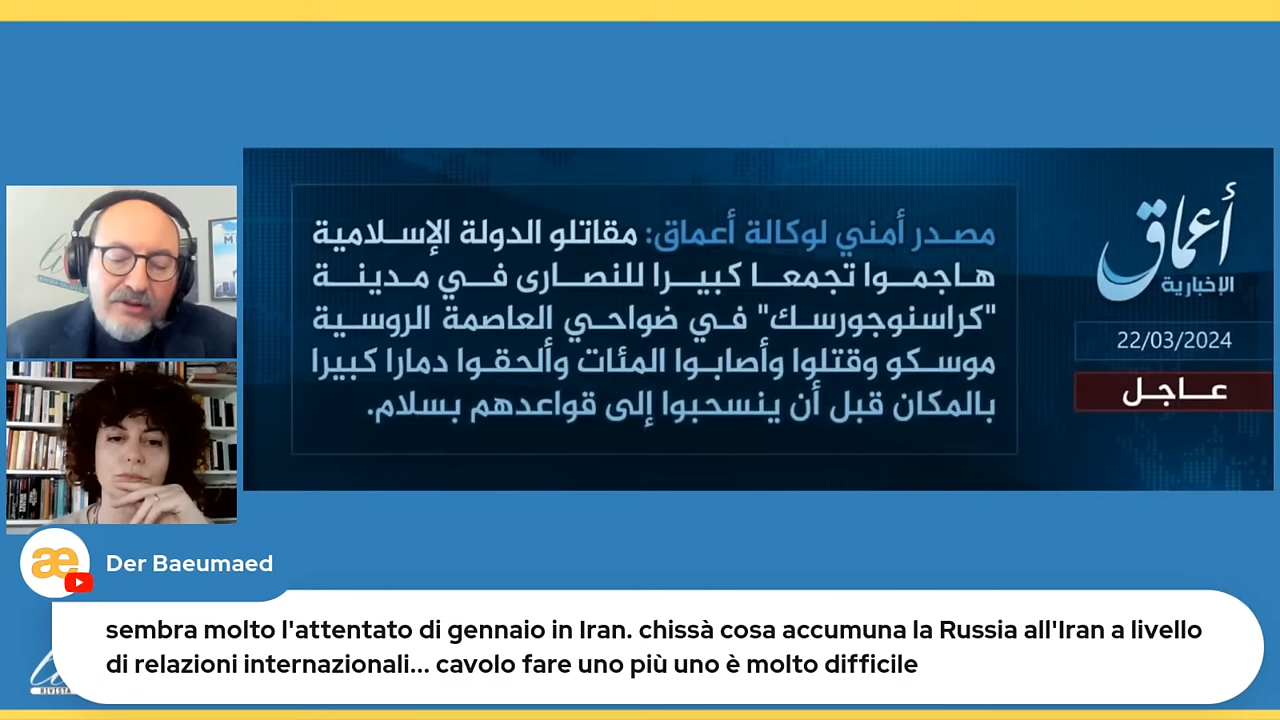 مصدر أمني لوكالة أعماق: مقاتلو الدولة الإسلامية
هاجموا تجمعا كبيرا للنصارى في مدينة
"كراسنوجورسك" في ضواحي العاصمة الروسية
موسكو وقتلوا وأصابوا المئات وألحقوا دمارا كبيرا
بالمكان قبل أن ينسحبوا إلى قواعدهم بسلام.
أعماق
الإخبارية
22/03/2024
عاجل
æ
Der Baeumaed
sembra molto l'attentato di gennaio in Iran. chissà cosa accumuna la Russia all'Iran a livello
di relazioni internazionali... cavolo fare uno più uno è molto difficile